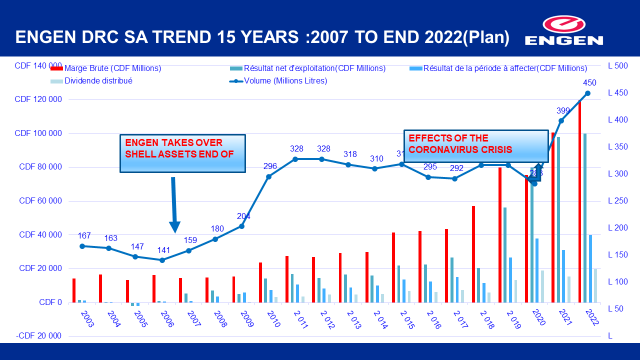 ENGEN DRC SA TREND 15 YEARS :2007 TO END 2022(Plan)
ENGEN
CDF 140 000
L 500
Marge Brute (CDF Millions)
Résultat net d'exploitation(CDF Millions)
Résultat de la période à affecter(CDF Millions)
Dividende distribué
Volume (Millions Litres)
CDF 120 000
CDF 100 000
CDF 80 000
CDF 60 000
CDF 40 000
CDF 20 000
CDF 0
-CDF 20 000
L 450
L 400
L 350
L 300
L 250
L 200
L 150
L 100
L 50
L
ENGEN TAKES OVER
SHELL ASSETS END OF
EFFECTS OF THE
CORONAVIRUS CRISIS
167
163
147
141
159
180
204
296
328
328
318
310
295
292
399
450
2003
2004
2005
2006
2007
2008
2009
2 010
2 011
2 012
2 013
2 014
2 015
2 016
2 017
2 018
2 019
2020
2021
2022